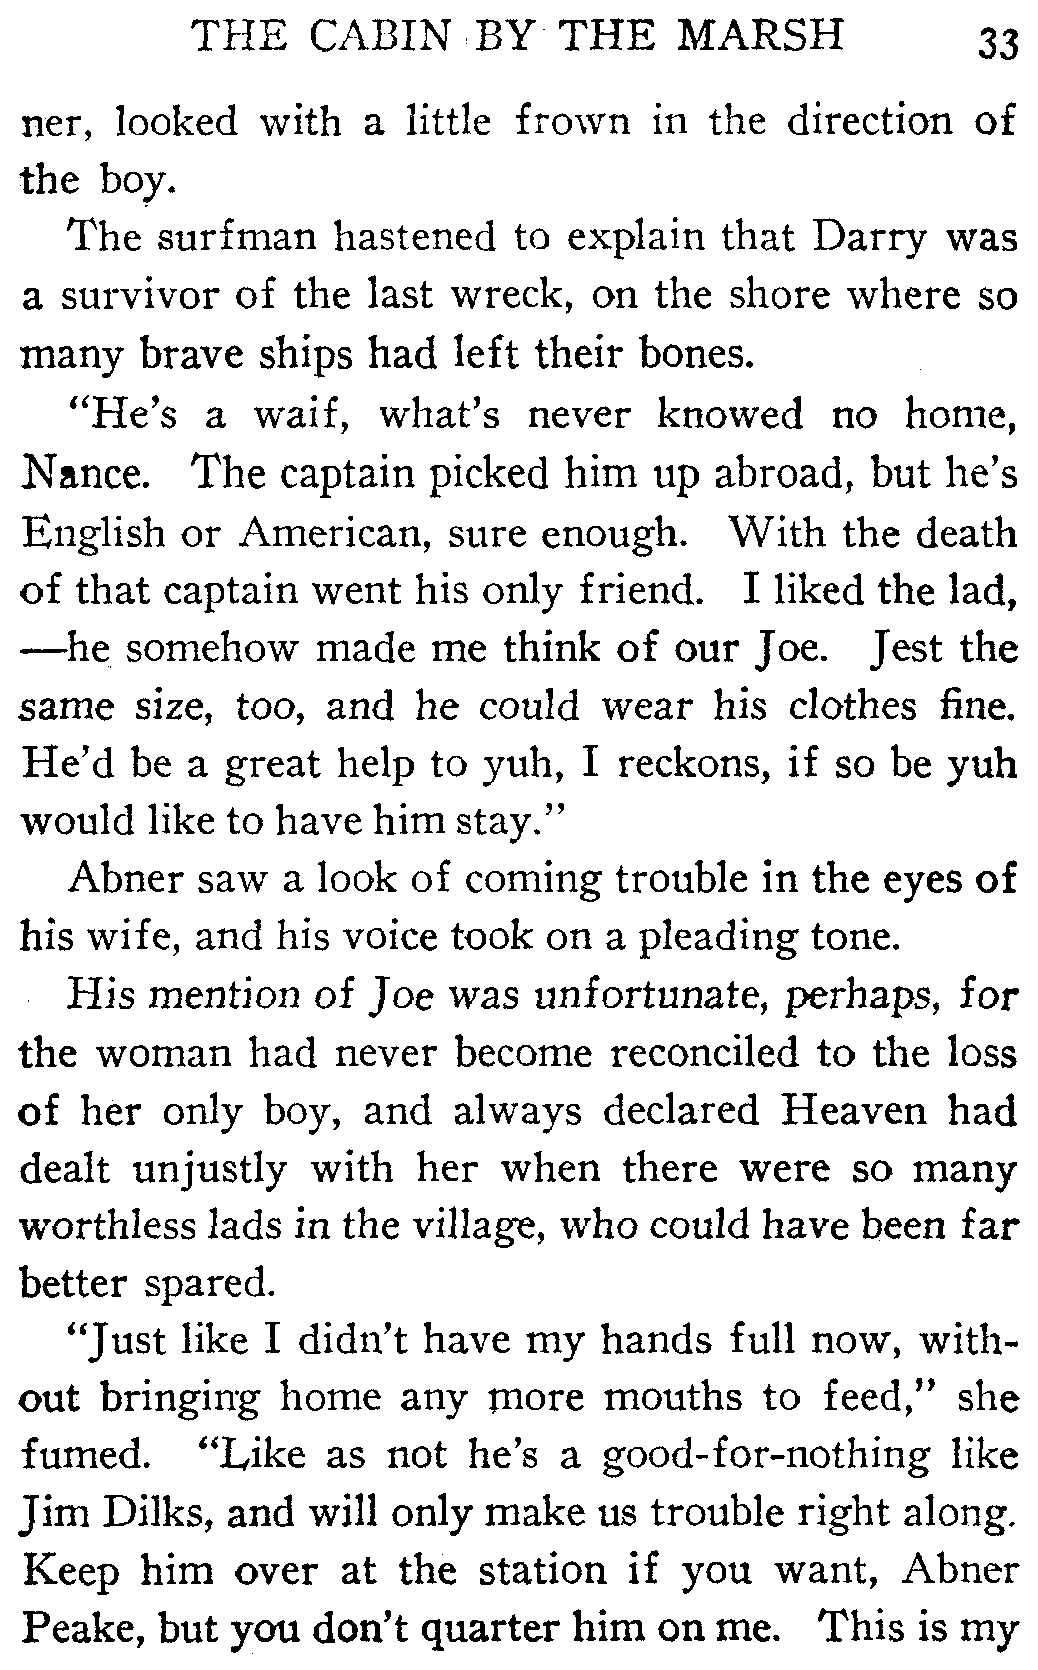 THE CABIN BY THE MARSH 33
ner, looked with a little frown in the direction of
the boy.
The surfman hastened to explain that Darry was
a survivor of the last wreck, on the shore where so
many brave ships had left their bones.
“He’s a waif, what’s never knowed no home,
Nance. The captain picked him up abroad, but he’s
English or American, sure enough. With the death
of that captain went his only friend. I liked the lad,
—he somehow made me think of our Joe. Jest the
same size, too, and he could wear his clothes fine.
He’d be a great help to yuh, I reckons, if so be yuh
would like to have him stay.”
Abner saw a look of coming trouble in the eyes of
his wife, and his voice took on a pleading tone.
His mention of Joe was unfortunate, perhaps, for
the woman had never become reconciled to the loss
of her only boy, and always declared Heaven had
dealt unjustly with her when there were so many
worthless lads in the village, who could have been far
better spared.
“Just like I didn’t have my hands full now, with-
out bringing home any more mouths to feed,” she
fumed. “Like as not he’s a good-for-nothing like
Jim Dilks, and will only make us trouble right along.
Keep him over at the station if you want, Abner
Peake, but you don’t quarter him on me. This is my